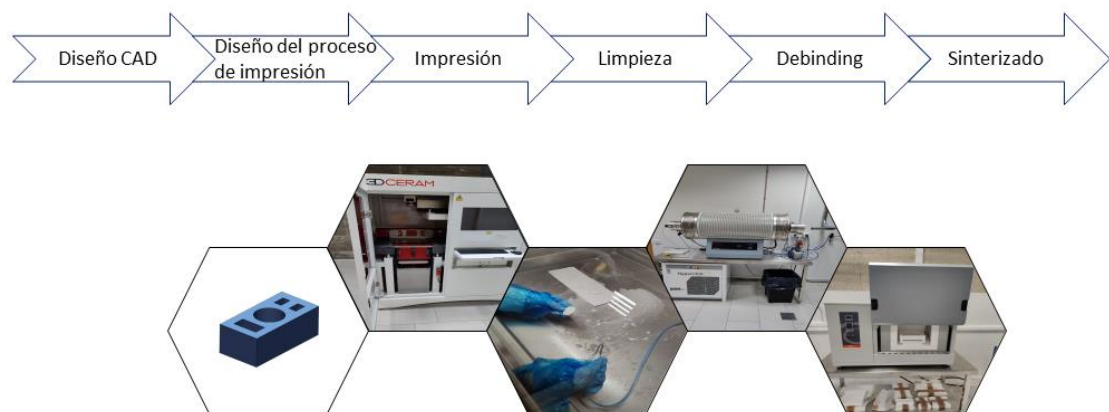 Diseño CAD
Diseño del proceso
de impresión
Impresión
Limpieza
Debinding
Sinterizado
3DCERAM